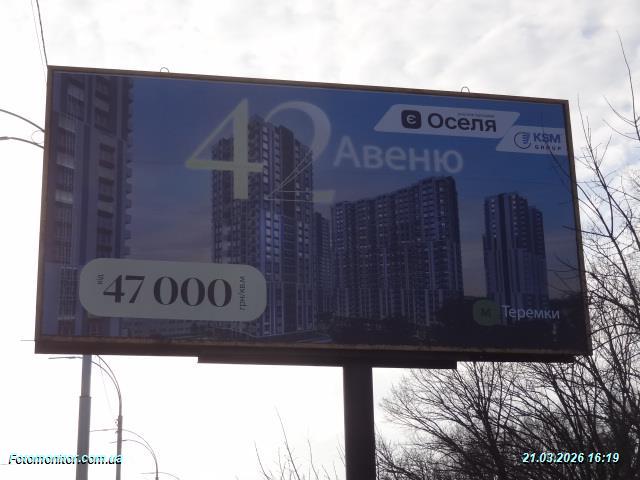 є Оселя
KSM
GROUP
42 Авеню
від 47 000 грн/кв.м
М Теремки
Fotomonitor.com.ua
21.03.2026 16:19